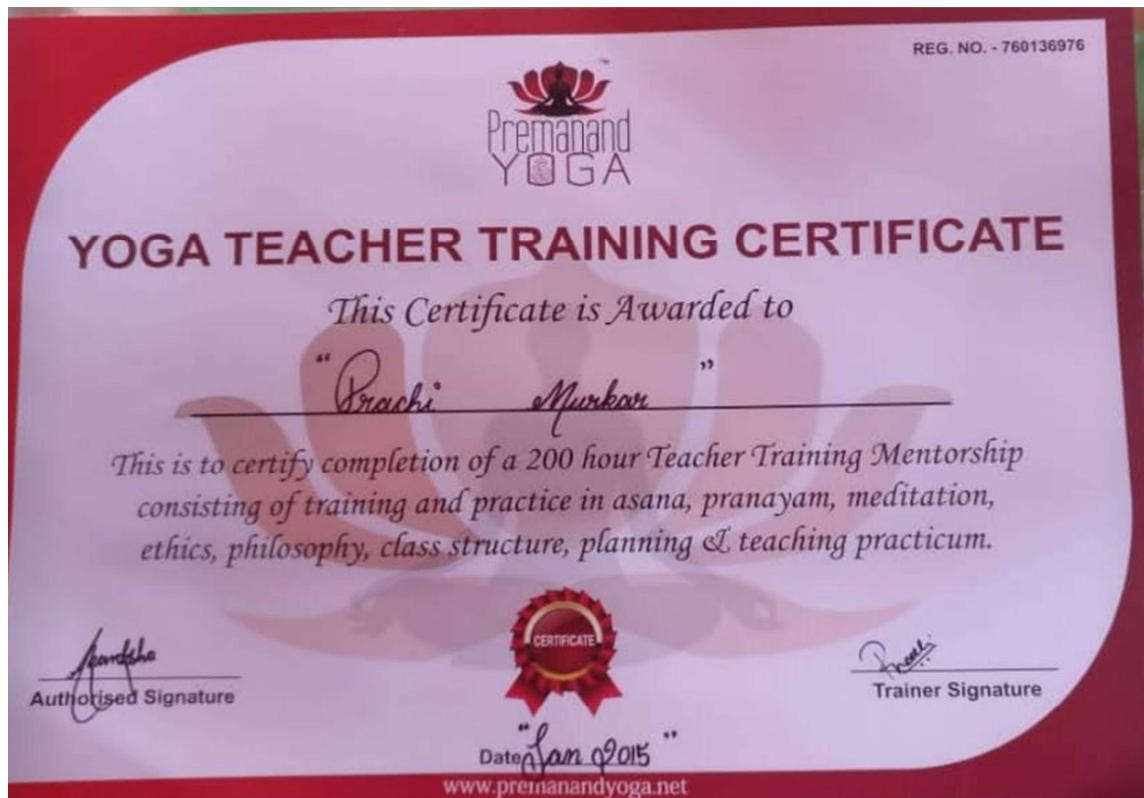 REG. NO. - 760136976
TM
Premanand
YOGA
YOGA TEACHER TRAINING CERTIFICATE
This Certificate is Awarded to
“ Prachi Murkar ”
This is to certify completion of a 200 hour Teacher Training Mentorship
consisting of training and practice in asana, pranayam, meditation,
ethics, philosophy, class structure, planning & teaching practicum.
CERTIFICATE
Authorised Signature
Trainer Signature
Date “Jan 2015”
www.premanandyoga.net